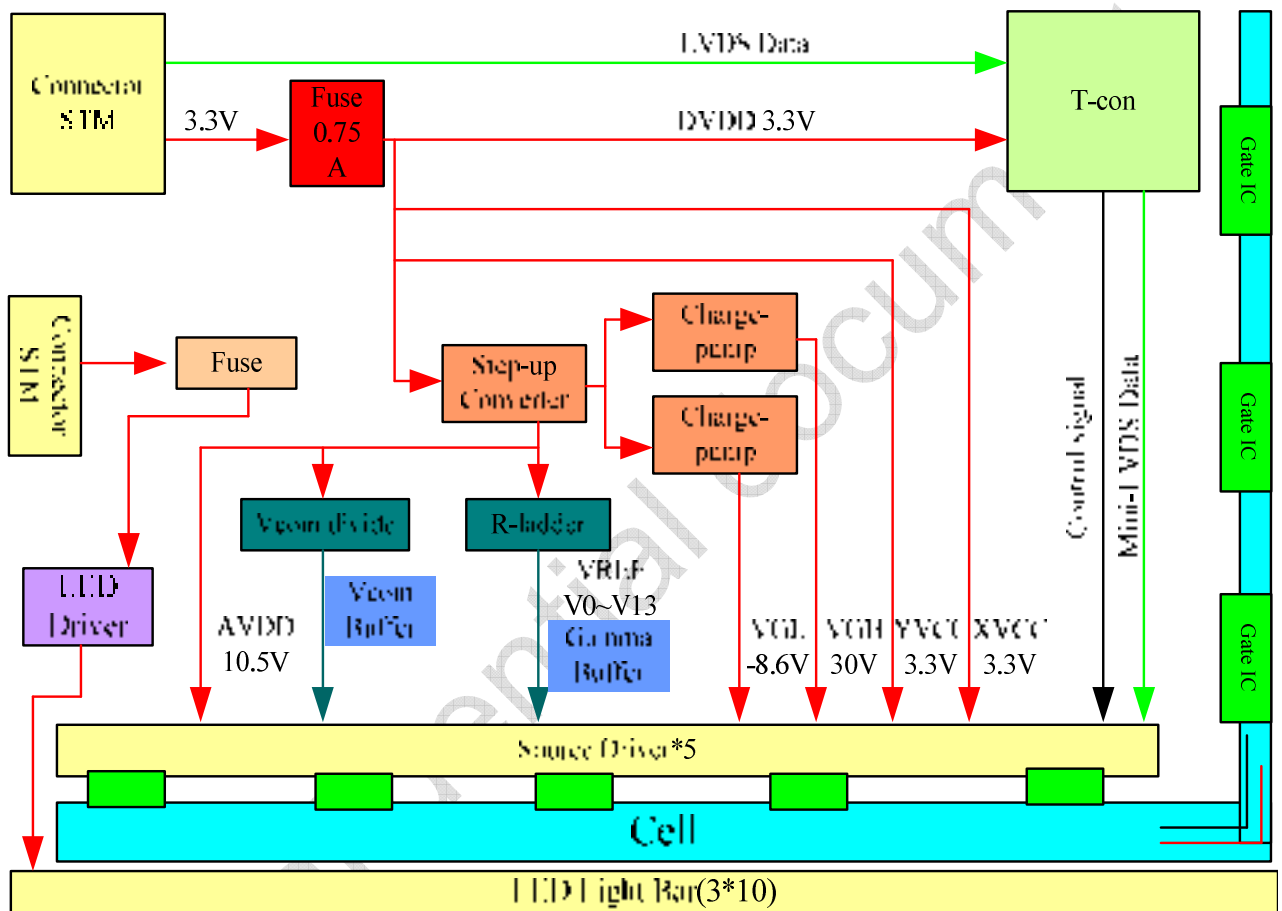 LVDS Data
Connector
STM
3.3V
Fuse
0.75
A
DVDD 3.3V
T-con
Gate IC
Connector
STM
Fuse
Step-up
Converter
Charge-
pump
Charge-
pump
Control signal
Mini-LVDS Data
Gate IC
Vcom divide
R-ladder
LED
Driver
Vcom
Buffer
VREF
V0~V13
Gamma
Buffer
AVDD
10.5V
VGL
-8.6V
VGH
30V
YVCC
3.3V
XVCC
3.3V
Gate IC
Source Driver*5
Cell
LED Light Bar(3*10)